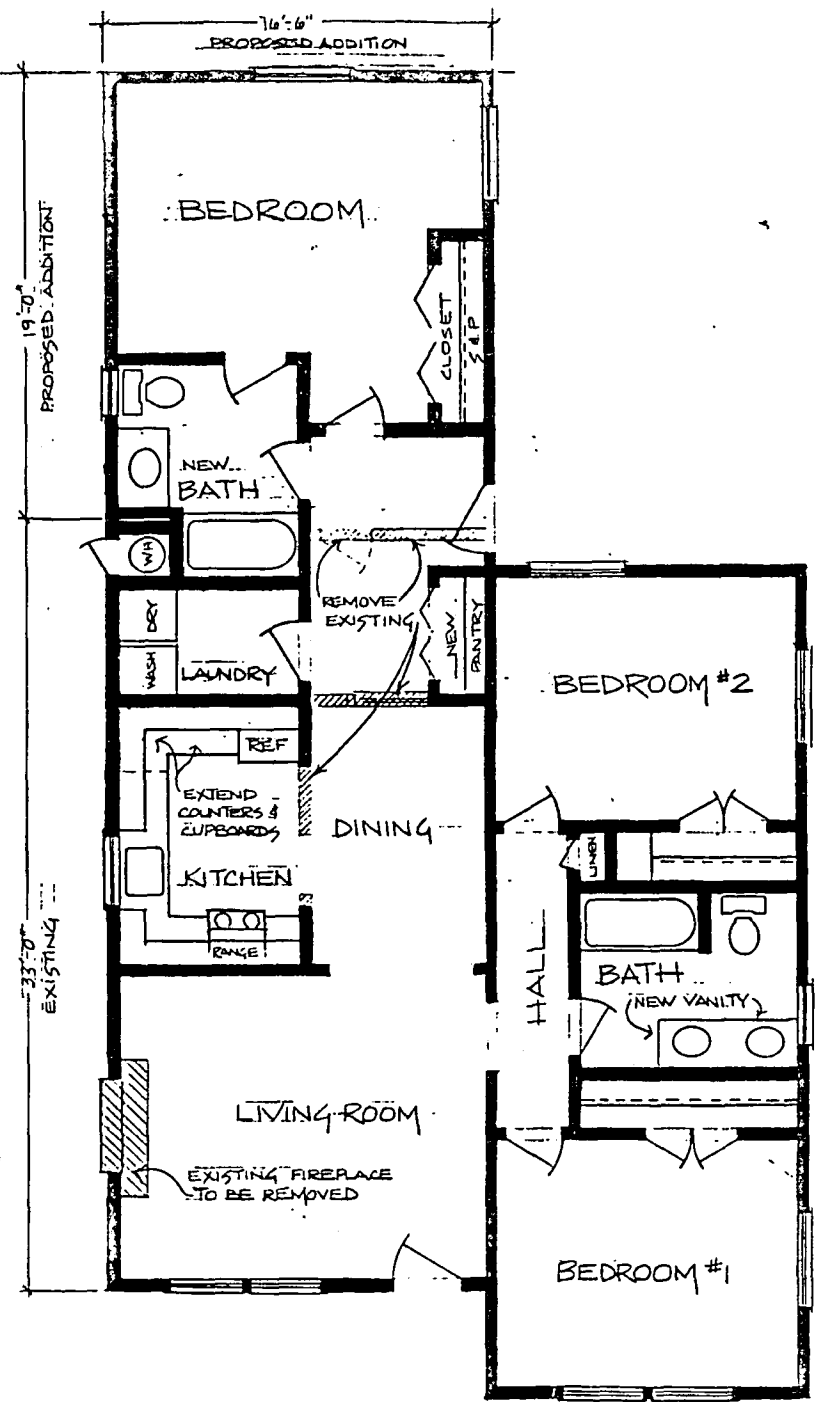 16'-6"
PROPOSED ADDITION
19'-0"
PROPOSED ADDITION
BEDROOM
CLOSET
S & P
NEW
BATH
WH
REMOVE
EXISTING
DRY
WASH
LAUNDRY
NEW
PANTRY
BEDROOM #2
REF
EXTEND
COUNTERS &
CUPBOARDS
DINING
KITCHEN
RANGE
LINEN
33'-0"
EXISTING
HALL
BATH
NEW VANITY
LIVING ROOM
EXISTING FIREPLACE
TO BE REMOVED
BEDROOM #1